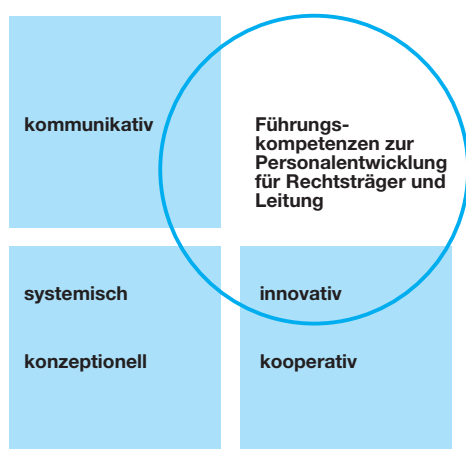 kommunikativ
Führungs-
kompetenzen zur
Personalentwicklung
für Rechtsträger und
Leitung
systemisch
innovativ
konzeptionell
kooperativ